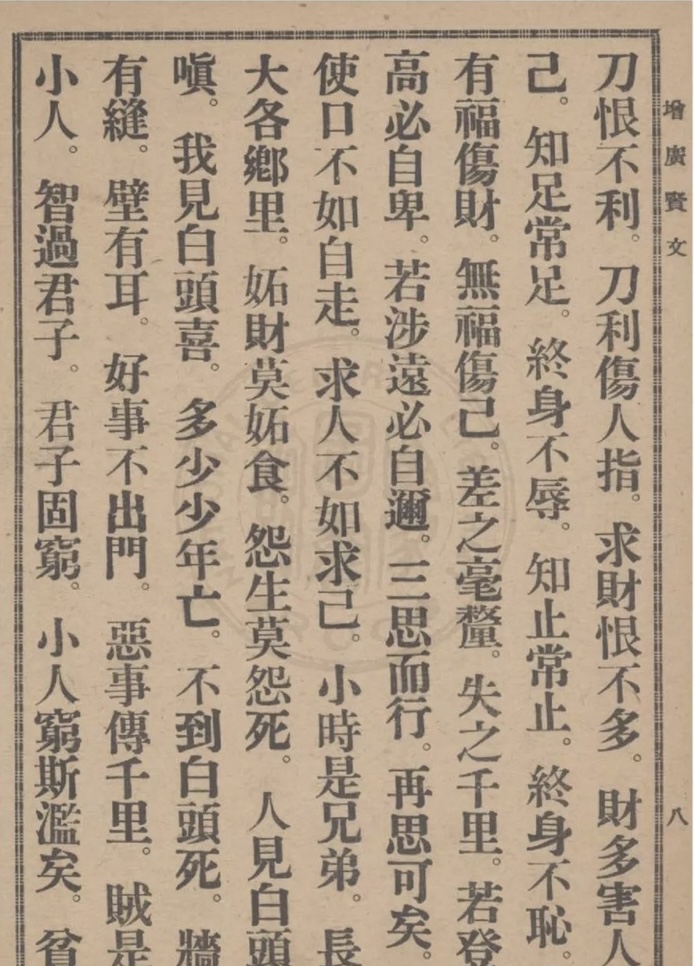 增廣賢文 八
刀恨不利。刀利傷人指。求財恨不多。財多害人
己。知足常足。終身不辱。知止常止。終身不恥。
有福傷財。無福傷己。差之毫釐。失之千里。若登
高必自卑。若涉遠必自邇。三思而行。再思可矣。
使口不如自走。求人不如求己。小時是兄弟。長
大各鄉里。妬財莫妬食。怨生莫怨死。人見白頭
嗔。我見白頭喜。多少少年亡。不到白頭死。牆
有縫。壁有耳。好事不出門。惡事傳千里。賊是
小人。智過君子。君子固窮。小人窮斯濫矣。貧